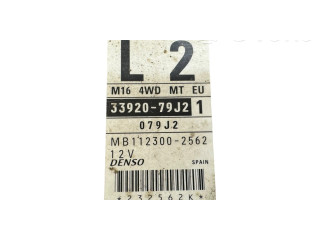 L 2
M16 4WD MT EU
33920-79J2 1
079J2
MB112300-2562
12V
DENSO SPAIN
*232562K*